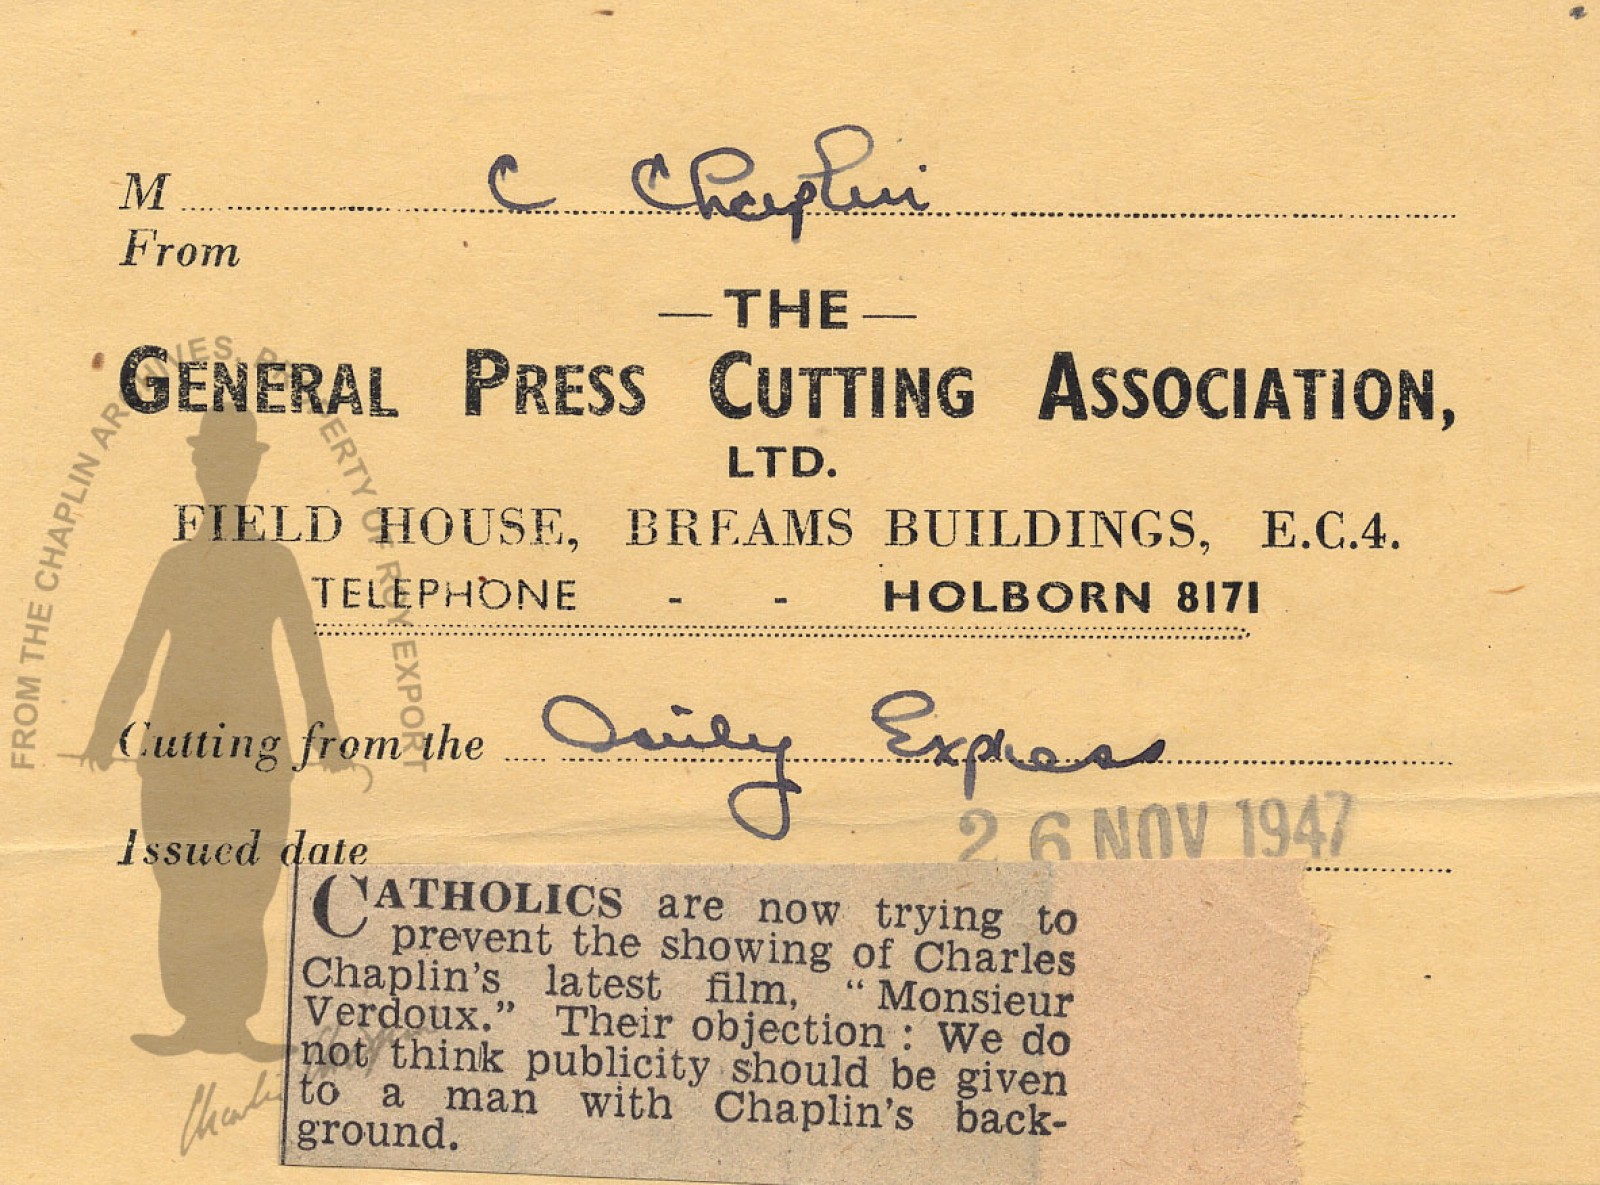 M C Chaplin
From
— THE —
GENERAL PRESS CUTTING ASSOCIATION,
LTD.
FIELD HOUSE, BREAMS BUILDINGS, E.C.4.
TELEPHONE - - HOLBORN 8171
Cutting from the Daily Express
Issued date 26 NOV 1947
CATHOLICS are now trying to
prevent the showing of Charles
Chaplin's latest film, "Monsieur
Verdoux." Their objection : We do
not think publicity should be given
to a man with Chaplin's back-
ground.
FROM THE CHAPLIN ARCHIVES, PROPERTY OF ROY EXPORT
Charlie Chaplin